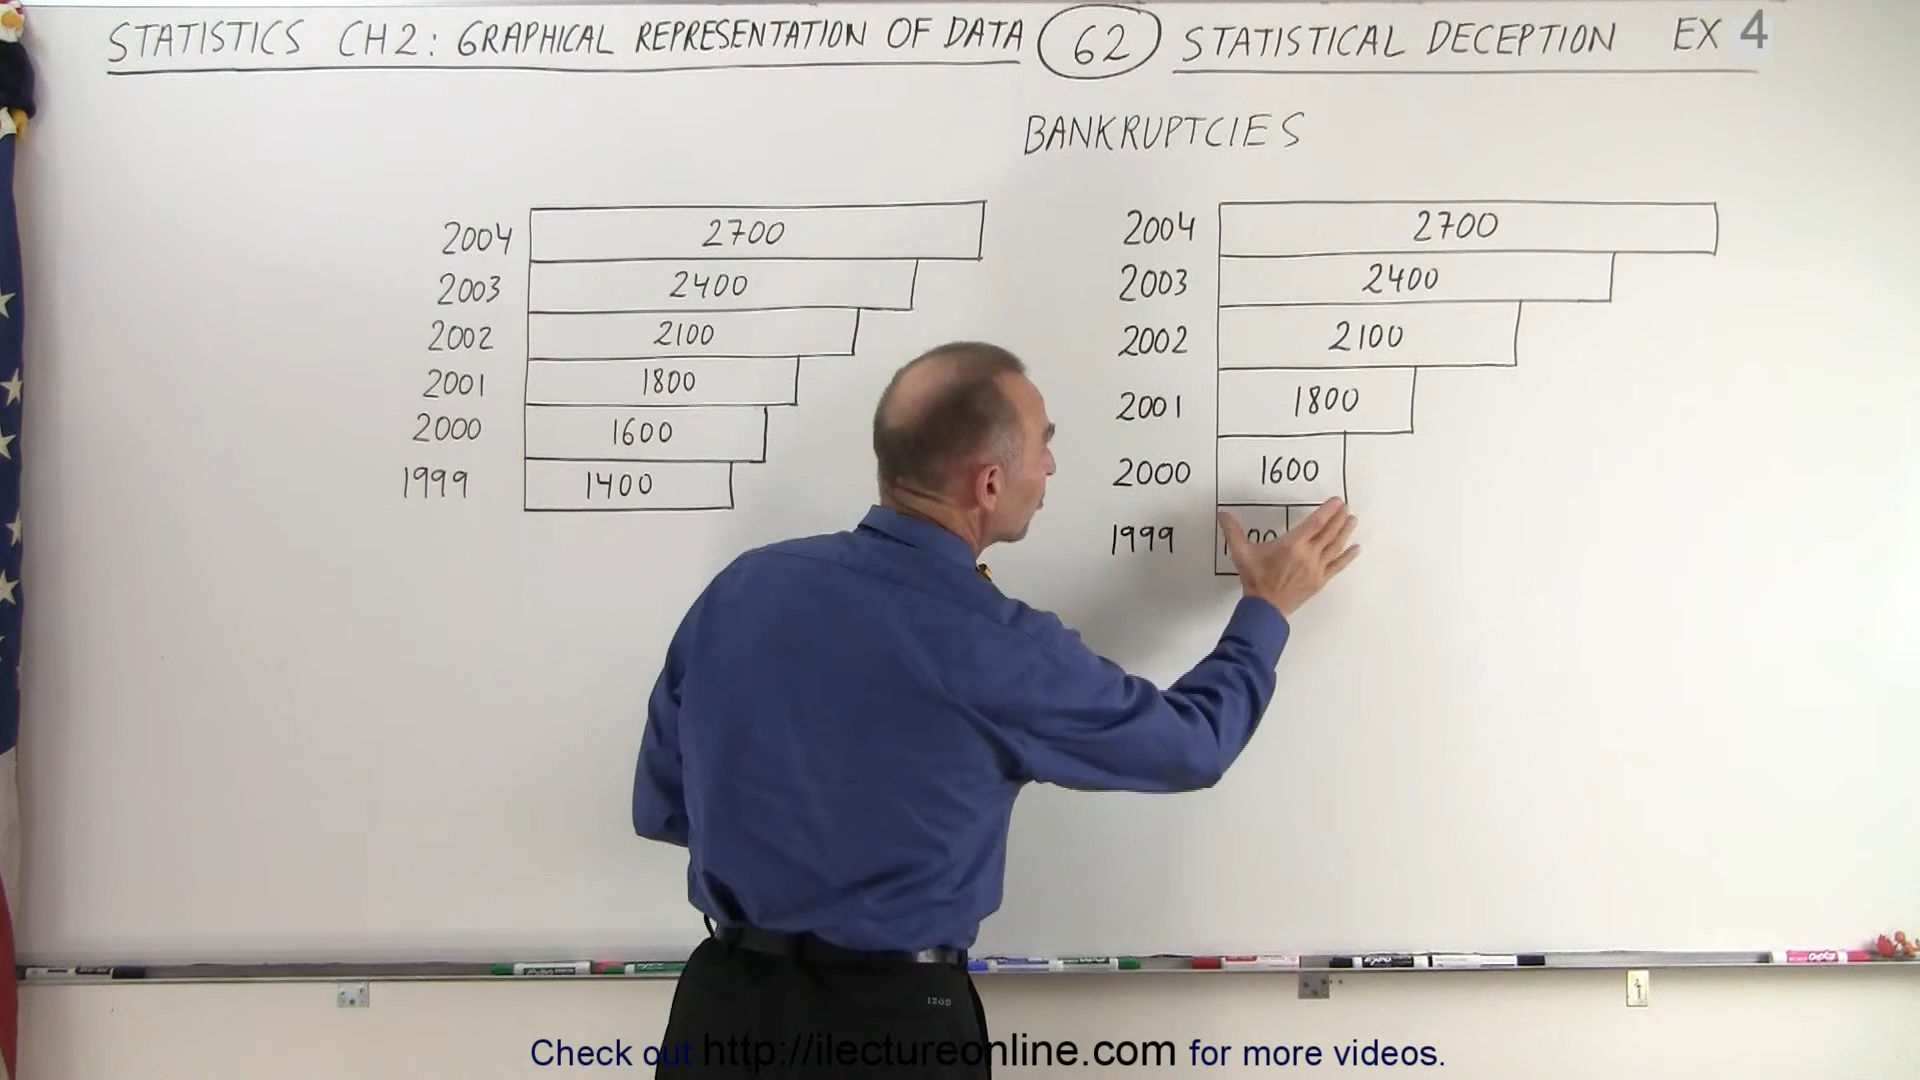 STATISTICS CH2: GRAPHICAL REPRESENTATION OF DATA 62 STATISTICAL DECEPTION EX 4
BANKRUPTCIES
2004 2700
2003 2400
2002 2100
2001 1800
2000 1600
1999 1400
2004 2700
2003 2400
2002 2100
2001 1800
2000 1600
1999
IZOD
EXPO
Check out http://ilectureonline.com for more videos.